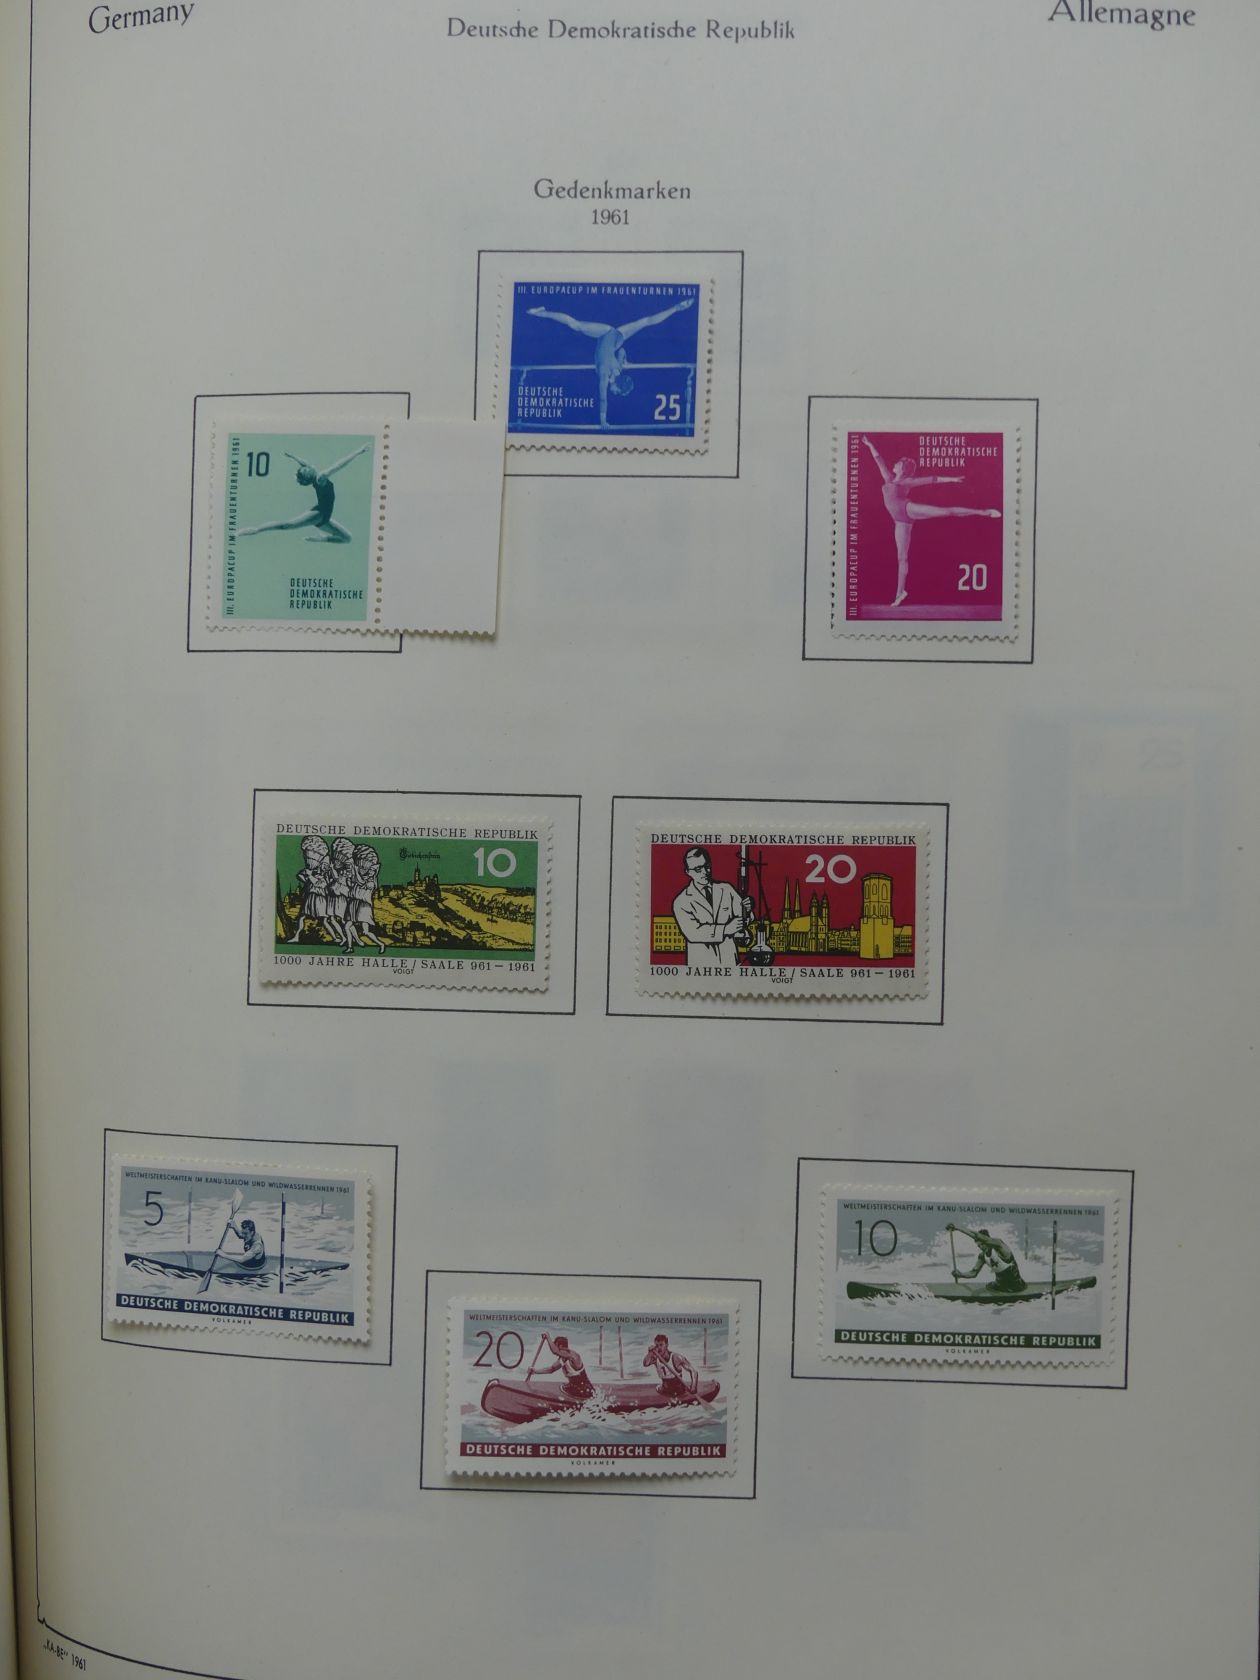 Germany
Deutsche Demokratische Republik
Allemagne
Gedenkmarken
1961
III. EUROPACUP IM FRAUENTURNEN 1961
DEUTSCHE
DEMOKRATISCHE
REPUBLIK
25
III. EUROPACUP IM FRAUENTURNEN 1961
10
DEUTSCHE
DEMOKRATISCHE
REPUBLIK
III. EUROPACUP IM FRAUENTURNEN 1961
DEUTSCHE
DEMOKRATISCHE
REPUBLIK
20
DEUTSCHE DEMOKRATISCHE REPUBLIK
Giebichenstein
10
1000 JAHRE HALLE / SAALE 961–1961
VOIGT
DEUTSCHE DEMOKRATISCHE REPUBLIK
20
1000 JAHRE HALLE / SAALE 961–1961
VOIGT
WELTMEISTERSCHAFTEN IM KANU-SLALOM UND WILDWASSERRENNEN 1961
5
DEUTSCHE DEMOKRATISCHE REPUBLIK
VOLKAMER
WELTMEISTERSCHAFTEN IM KANU-SLALOM UND WILDWASSERRENNEN 1961
20
DEUTSCHE DEMOKRATISCHE REPUBLIK
VOLKAMER
WELTMEISTERSCHAFTEN IM KANU-SLALOM UND WILDWASSERRENNEN 1961
10
DEUTSCHE DEMOKRATISCHE REPUBLIK
VOLKAMER
„KA-BE" 1961